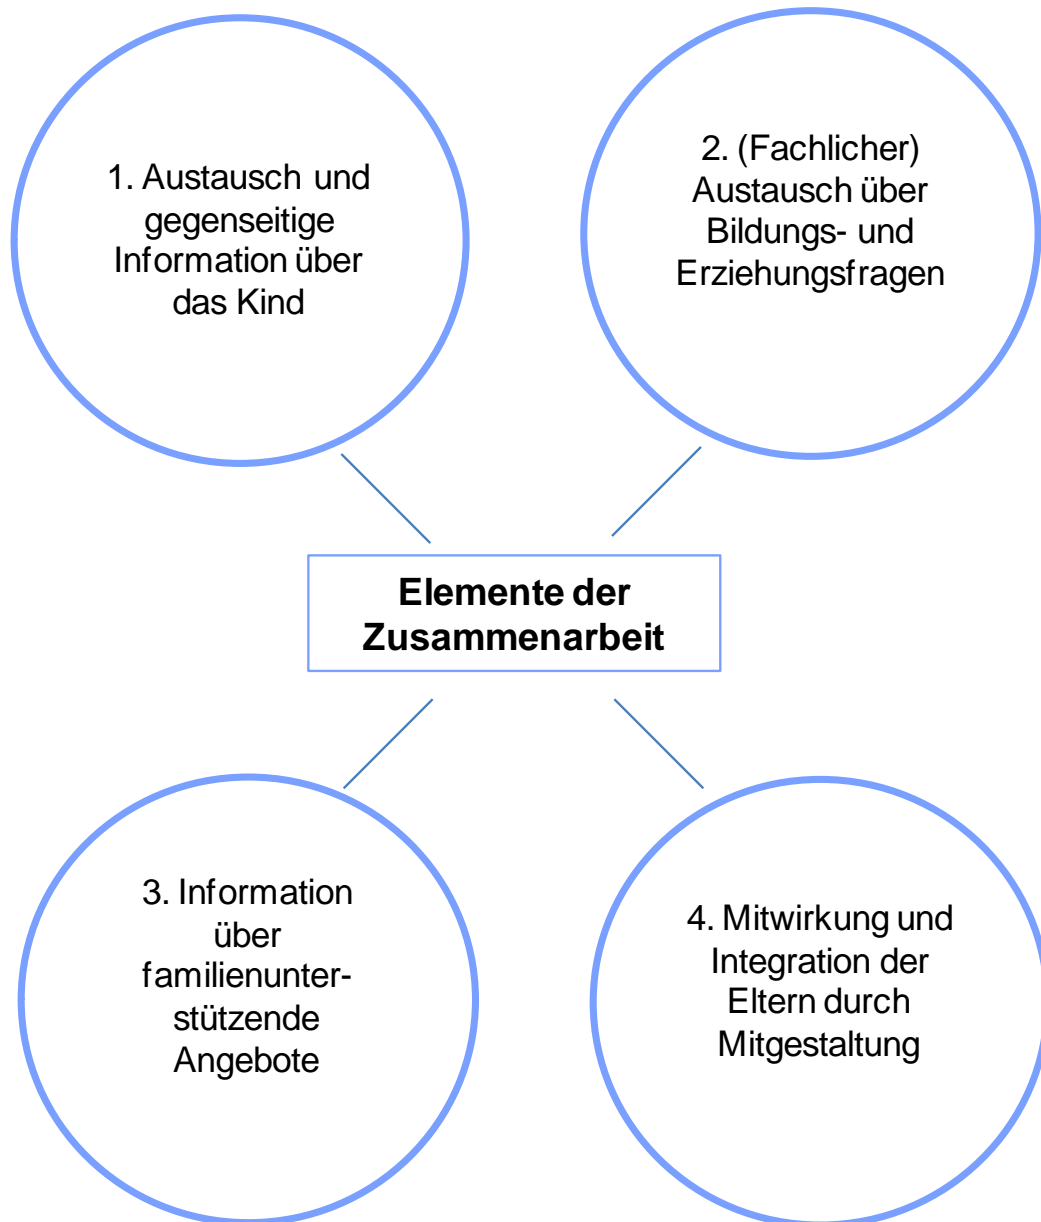 1. Austausch und
gegenseitige
Information über
das Kind
2. (Fachlicher)
Austausch über
Bildungs- und
Erziehungsfragen
Elemente der
Zusammenarbeit
3. Information
über
familienunter-
stützende
Angebote
4. Mitwirkung und
Integration der
Eltern durch
Mitgestaltung